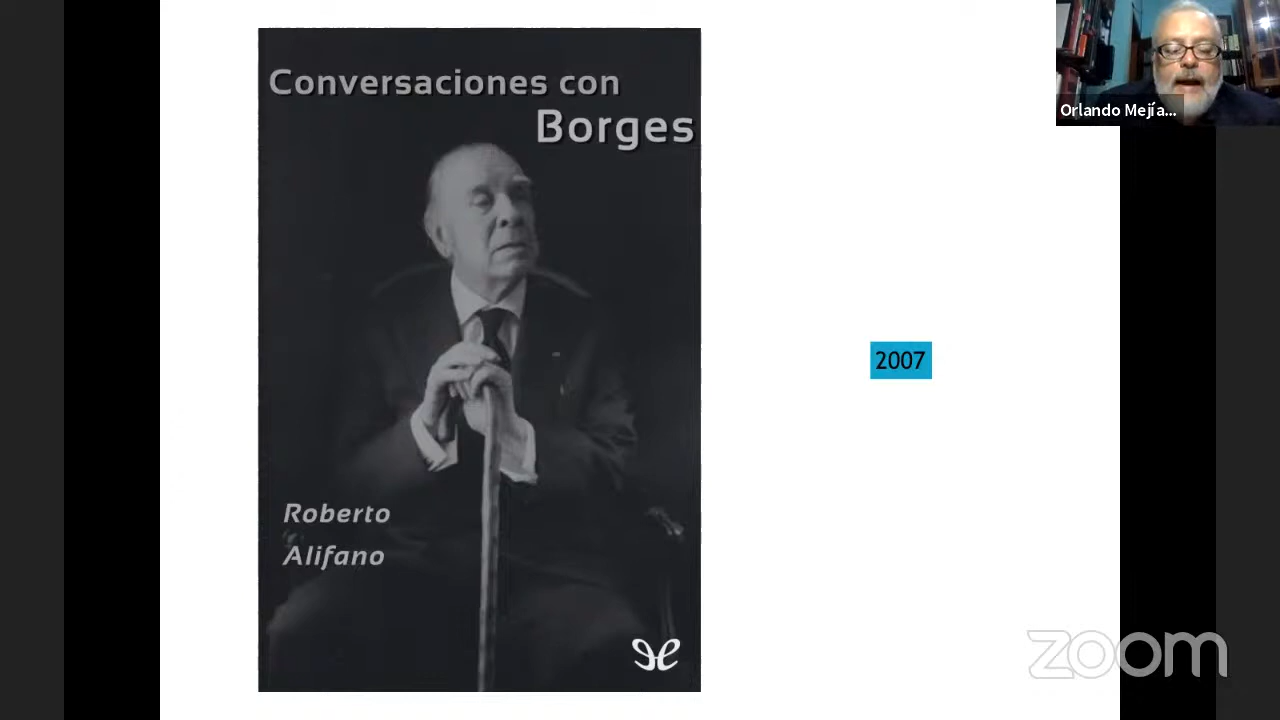 Conversaciones con
Borges
Roberto
Alifano
2007
Orlando Mejía...
zoom